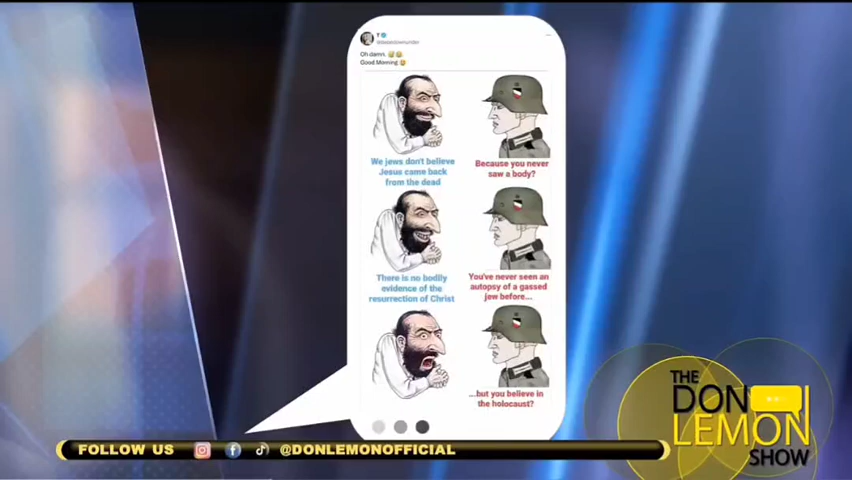 Oh damn. 😅😂
Good Morning 😃
We jews don't believe
Jesus came back
from the dead
Because you never
saw a body?
There is no bodily
evidence of the
resurrection of Christ
You've never seen an
autopsy of a gassed
jew before...
...but you believe in
the holocaust?
THE
DON
LEMON
SHOW
FOLLOW US @DONLEMONOFFICIAL